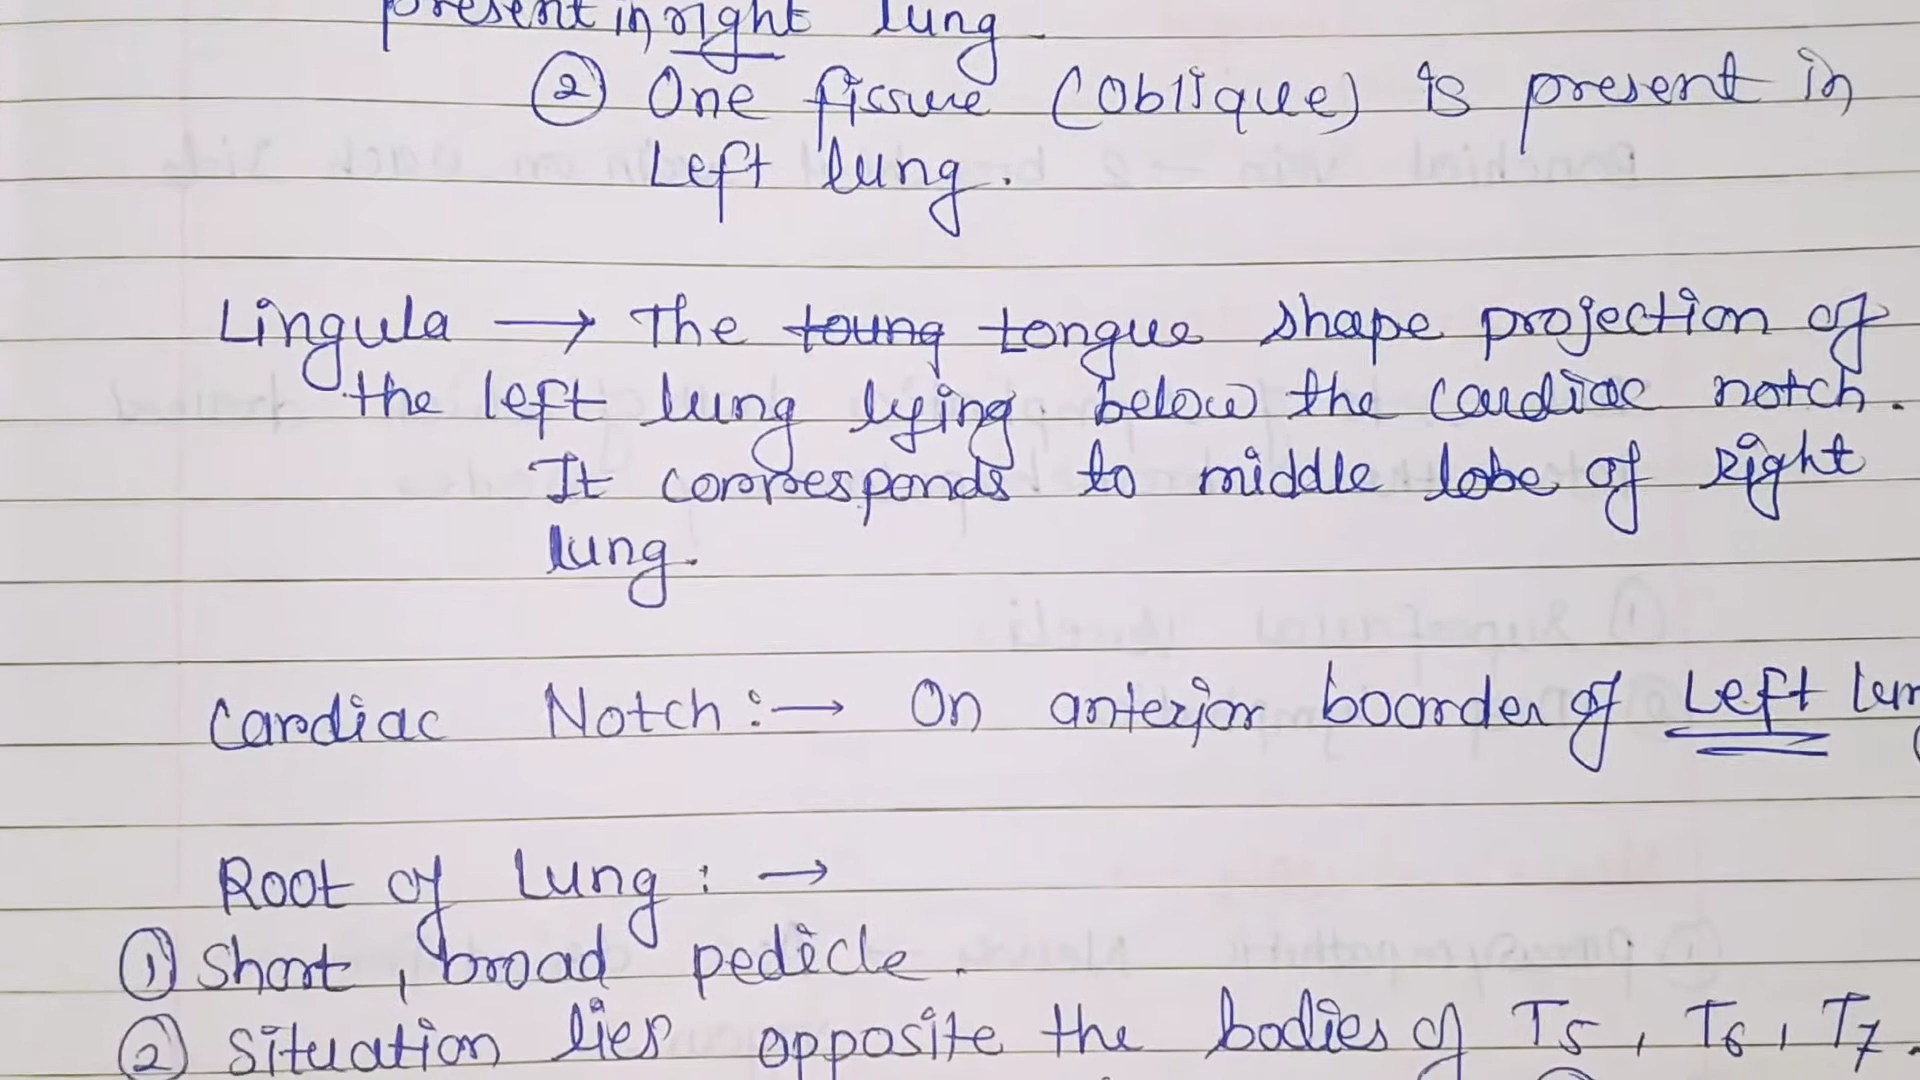 present in right lung.
② One fissure (Oblique) is present in
Left lung.
Lingula → The toung tongue shape projection of
the left lung lying below the cardiac notch.
It corresponds to middle lobe of right
lung.
Cardiac Notch :→ On anterior boarder of Left
Root of Lung : →
① Short, broad pedicle.
② Situation lies opposite the bodies of T5, T6, T7.